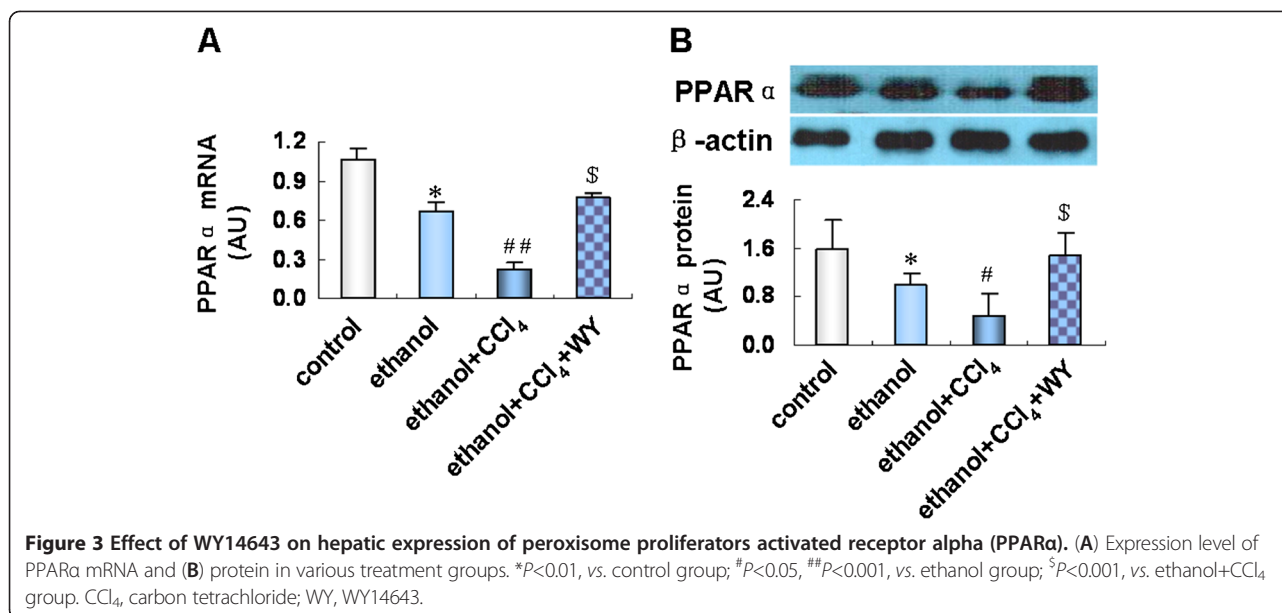 A
PPAR α mRNA
(AU)
1.2
0.9
0.6
0.3
0.0
*
##
$
control
ethanol
ethanol+CCl₄
ethanol+CCl₄+WY
B
PPAR α
β-actin
PPAR α protein
(AU)
2.4
1.6
0.8
0.0
*
#
$
control
ethanol
ethanol+CCl₄
ethanol+CCl₄+WY
Figure 3 Effect of WY14643 on hepatic expression of peroxisome proliferators activated receptor alpha (PPARα). (A) Expression level of
PPARα mRNA and (B) protein in various treatment groups. *P<0.01, vs. control group; #P<0.05, ##P<0.001, vs. ethanol group; $P<0.001, vs. ethanol+CCl₄
group. CCl₄, carbon tetrachloride; WY, WY14643.